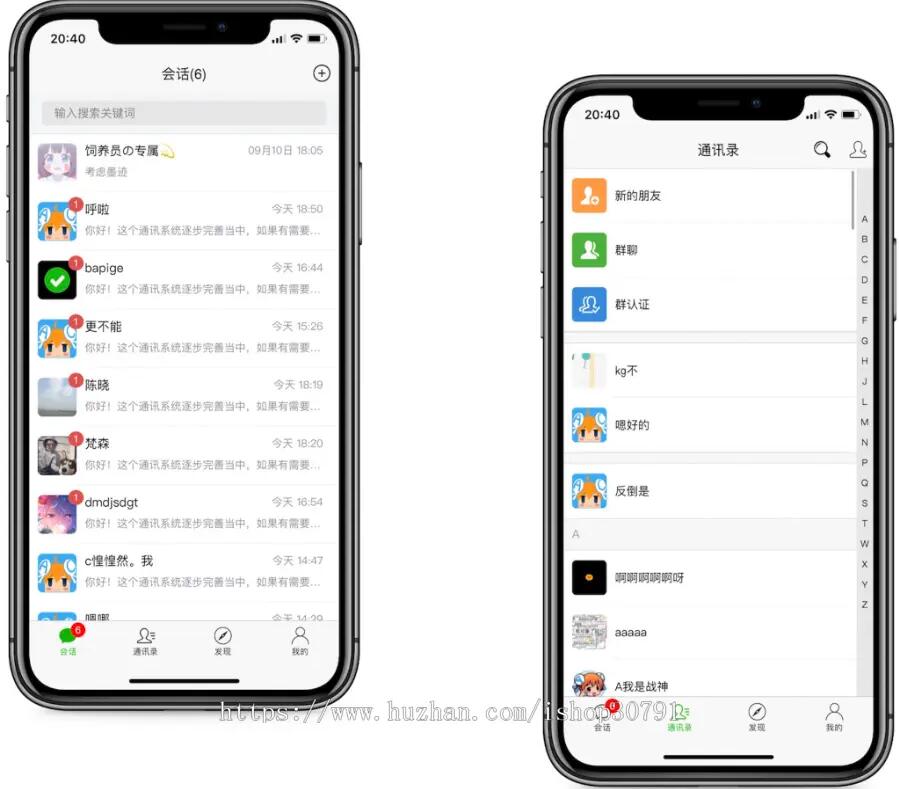 20:40
会话(6)
输入搜索关键词
饲养员の专属💫 09月10日 18:05
考虑墨迹
1
呼啦 今天 18:50
你好！这个通讯系统逐步完善当中，如果有需要...
1
bapige 今天 16:44
你好！这个通讯系统逐步完善当中，如果有需要...
1
更不能 今天 15:26
你好！这个通讯系统逐步完善当中，如果有需要...
1
陈晓 今天 18:19
你好！这个通讯系统逐步完善当中，如果有需要...
1
梵森 今天 18:20
你好！这个通讯系统逐步完善当中，如果有需要...
1
dmdjsdgt 今天 16:54
你好！这个通讯系统逐步完善当中，如果有需要...
c惶惶然。我 今天 14:47
你好！这个通讯系统逐步完善当中，如果有需要...
今天 14:29
6
会话 通讯录 发现 我的
20:40
通讯录
新的朋友
群聊
群认证
kg不
嗯好的
反倒是
A
啊啊啊啊啊呀
aaaaa
A我是战神
A
B
C
D
E
F
G
H
J
L
M
N
P
Q
S
T
W
X
Y
Z
6
会话 通讯录 发现 我的
https://www.huzhan.com/ishop30791